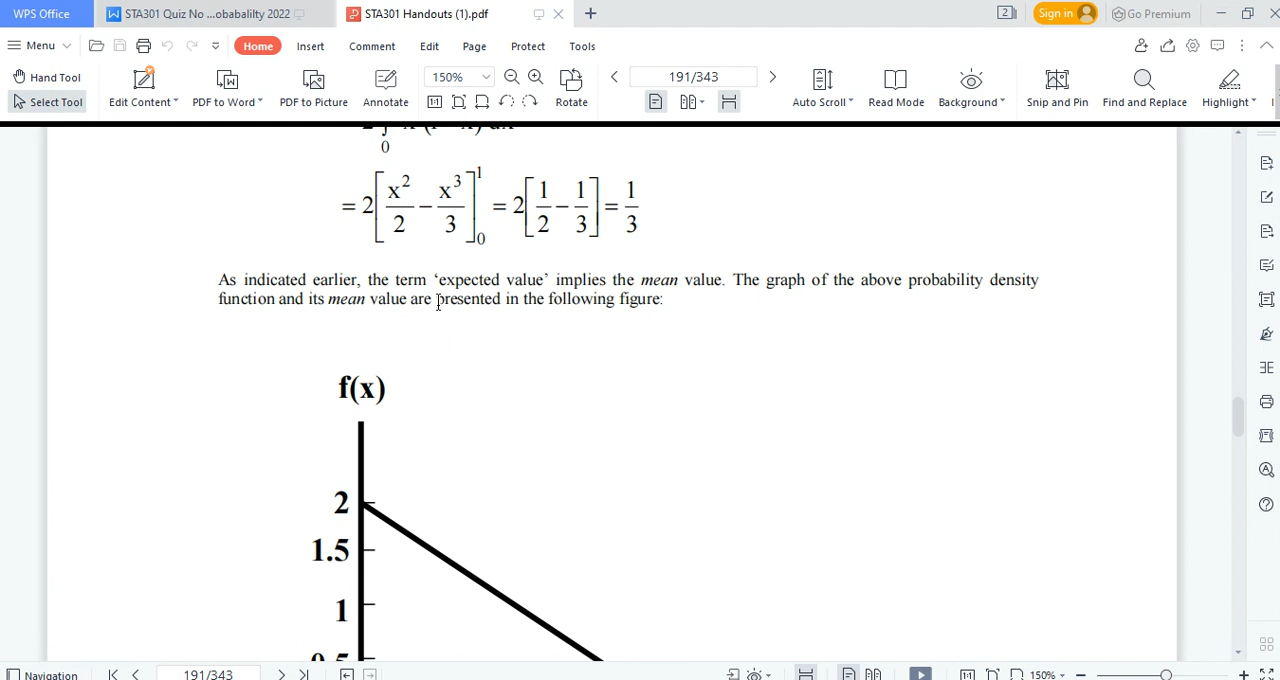 WPS Office STA301 Quiz No ...obabalilty 2022 STA301 Handouts (1).pdf + 2 Sign in Go Premium
Menu Home Insert Comment Edit Page Protect Tools
Hand Tool 150% 191/343
Select Tool Edit Content PDF to Word PDF to Picture Annotate Rotate Auto Scroll Read Mode Background Snip and Pin Find and Replace Highlight
0
= 2[x²/2 − x³/3]₀¹ = 2[1/2 − 1/3] = 1/3
As indicated earlier, the term ‘expected value’ implies the mean value. The graph of the above probability density
function and its mean value are presented in the following figure:
f(x)
2
1.5
1
0.5
Navigation 191/343 150%